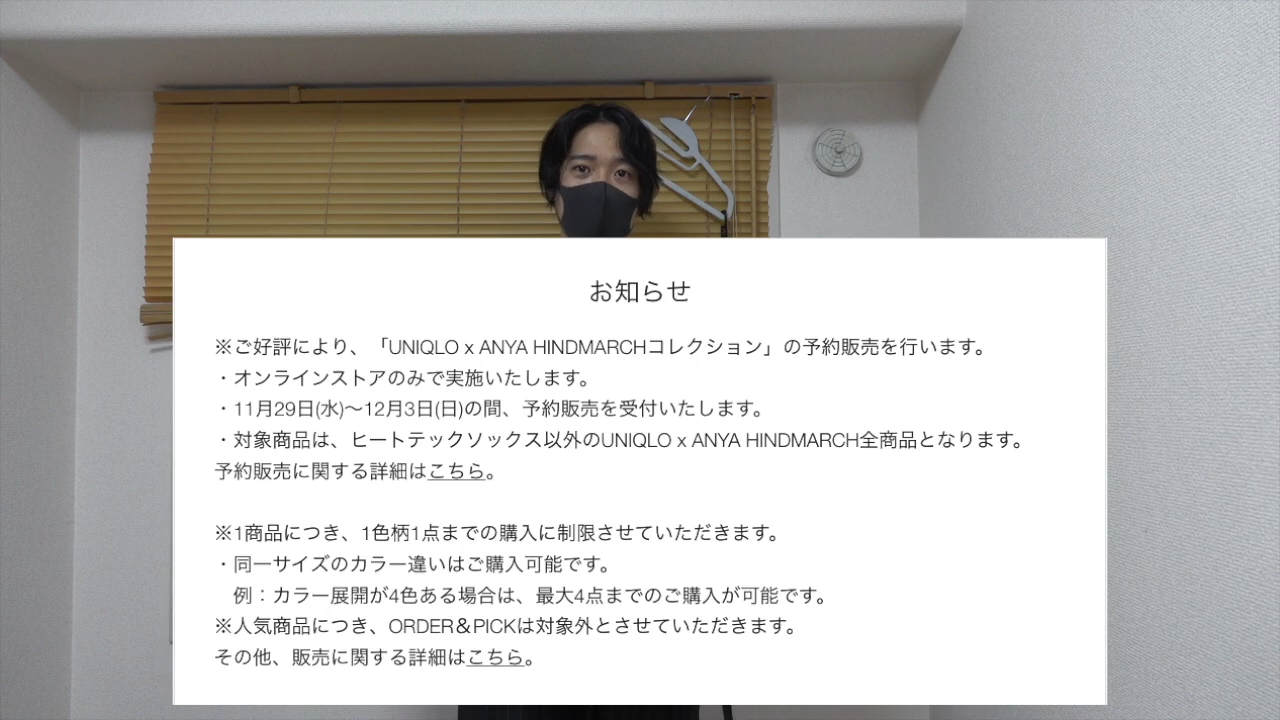 お知らせ
※ご好評により、「UNIQLO x ANYA HINDMARCHコレクション」の予約販売を行います。
・オンラインストアのみで実施いたします。
・11月29日(水)〜12月3日(日)の間、予約販売を受付いたします。
・対象商品は、ヒートテックソックス以外のUNIQLO x ANYA HINDMARCH全商品となります。
予約販売に関する詳細はこちら。
※1商品につき、1色柄1点までの購入に制限させていただきます。
・同一サイズのカラー違いはご購入可能です。
例：カラー展開が4色ある場合は、最大4点までのご購入が可能です。
※人気商品につき、ORDER＆PICKは対象外とさせていただきます。
その他、販売に関する詳細はこちら。